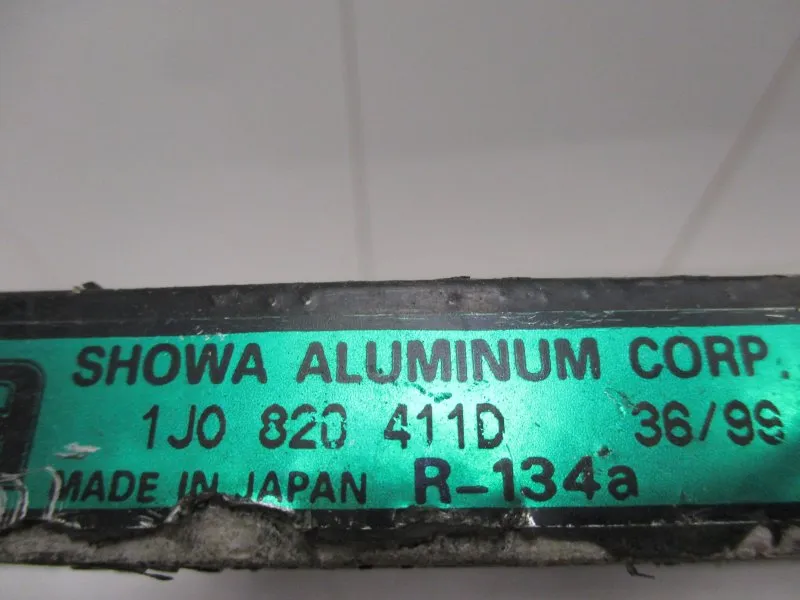 SHOWA ALUMINUM CORP.
1J0 820 411D 36/99
MADE IN JAPAN R-134a